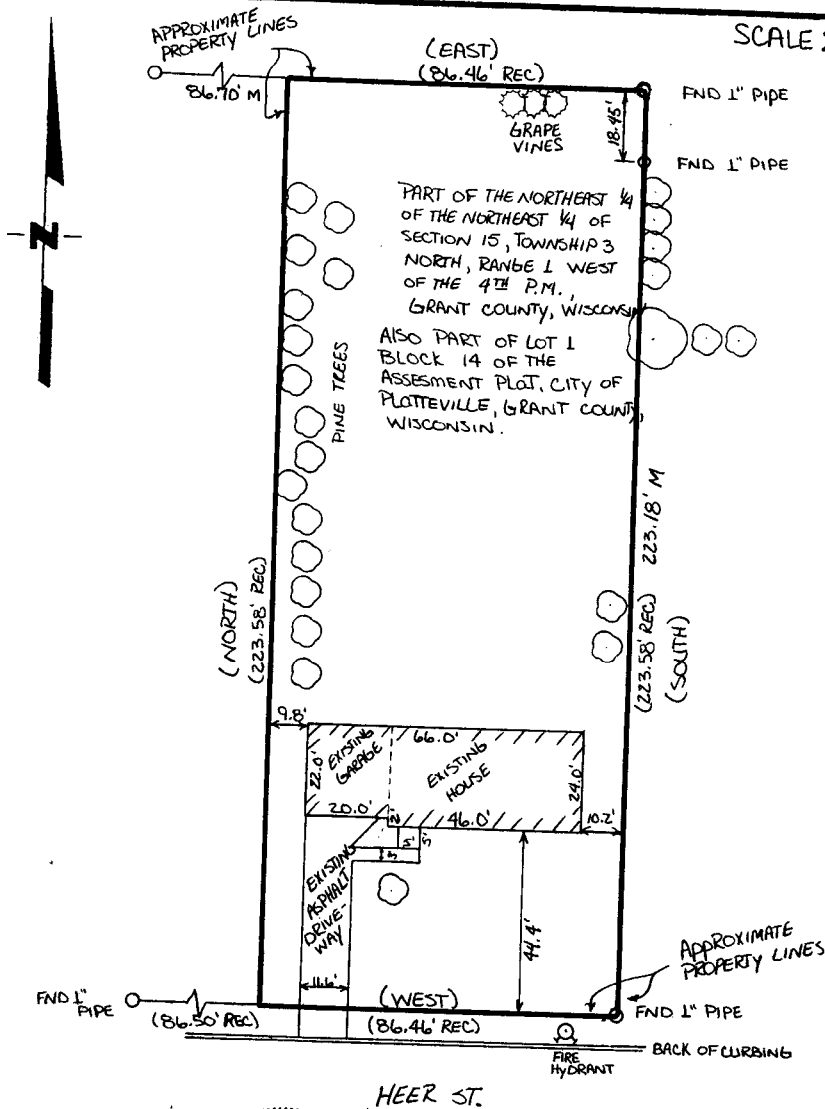 SCALE
APPROXIMATE
PROPERTY LINES
(EAST)
(86.46' REC)
86.70' M
FND 1" PIPE
GRAPE
VINES
18.45'
FND 1" PIPE
N
PART OF THE NORTHEAST 1/4
OF THE NORTHEAST 1/4 OF
SECTION 15, TOWNSHIP 3
NORTH, RANGE 1 WEST
OF THE 4TH P.M.,
GRANT COUNTY, WISCONSIN
ALSO PART OF LOT 1
BLOCK 14 OF THE
ASSESMENT PLAT, CITY OF
PLATTEVILLE, GRANT COUNTY,
WISCONSIN.
PINE TREES
223.18' M
(223.58' REC)
(SOUTH)
(NORTH)
(223.58' REC)
9.8'
66.0'
EXISTING
GARAGE
22.0'
EXISTING
HOUSE
24.0'
20.0'
2'
46.0'
10.2'
5'
3'
EXISTING
ASPHALT
DRIVE-
WAY
44.4'
11.6'
APPROXIMATE
PROPERTY LINES
FND 1"
PIPE
(WEST)
FND 1" PIPE
(86.50' REC)
(86.46' REC)
FIRE
HYDRANT
BACK OF CURBING
HEER ST.